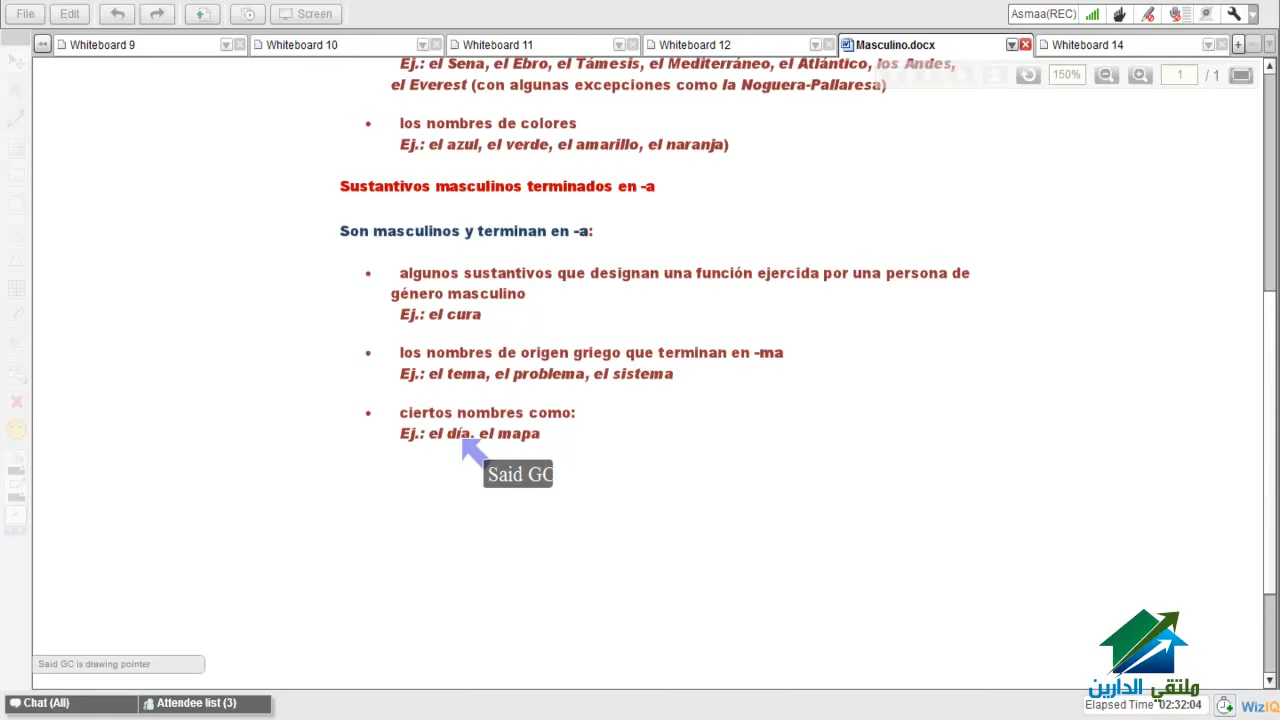 File Edit Screen Asmaa(REC)
Whiteboard 9 Whiteboard 10 Whiteboard 11 Whiteboard 12 Masculino.docx Whiteboard 14
150% 1 / 1
Ej.: el Sena, el Ebro, el Támesis, el Mediterráneo, el Atlántico, los Andes,
el Everest (con algunas excepciones como la Noguera-Pallaresa)
• los nombres de colores
Ej.: el azul, el verde, el amarillo, el naranja)
Sustantivos masculinos terminados en -a
Son masculinos y terminan en -a:
• algunos sustantivos que designan una función ejercida por una persona de
género masculino
Ej.: el cura
• los nombres de origen griego que terminan en -ma
Ej.: el tema, el problema, el sistema
• ciertos nombres como:
Ej.: el día, el mapa
Said GC
Said GC is drawing pointer
ملتقي الدارين
Chat (All) Attendee list (3) Elapsed Time 02:32:04 WizIQ